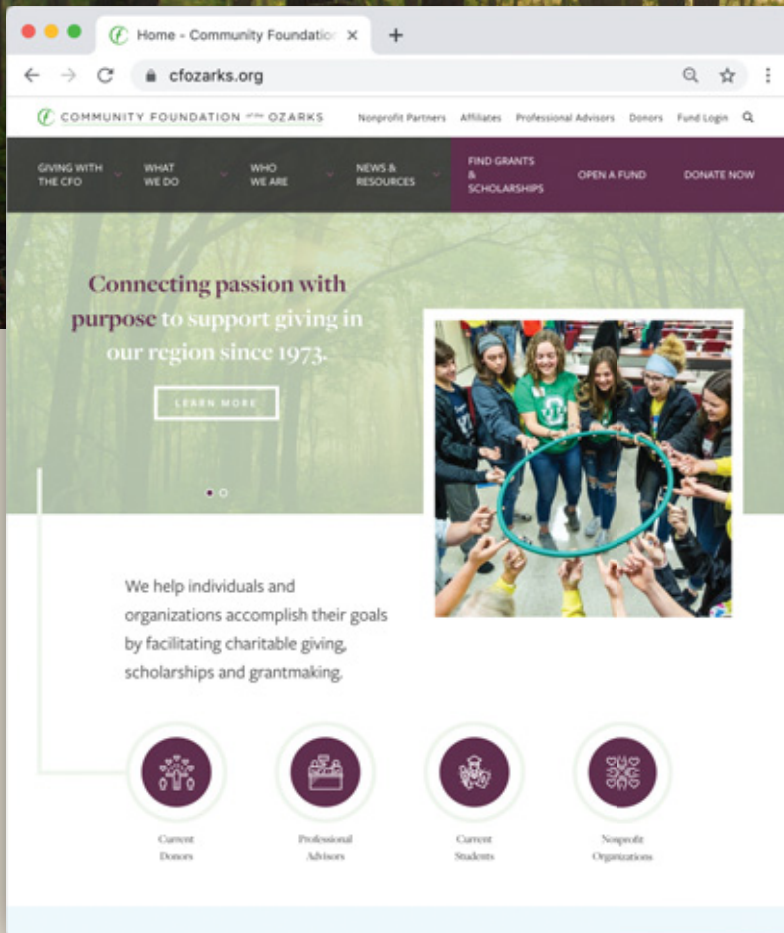 Home - Community Foundatio
cfozarks.org
COMMUNITY FOUNDATION of the OZARKS
Nonprofit Partners Affiliates Professional Advisors Donors Fund Login
GIVING WITH
THE CFO
WHAT
WE DO
WHO
WE ARE
NEWS &
RESOURCES
FIND GRANTS
&
SCHOLARSHIPS
OPEN A FUND
DONATE NOW
Connecting passion with
purpose to support giving in
our region since 1973.
LEARN MORE
We help individuals and
organizations accomplish their goals
by facilitating charitable giving,
scholarships and grantmaking.
Current
Donors
Professional
Advisors
Current
Students
Nonprofit
Organizations